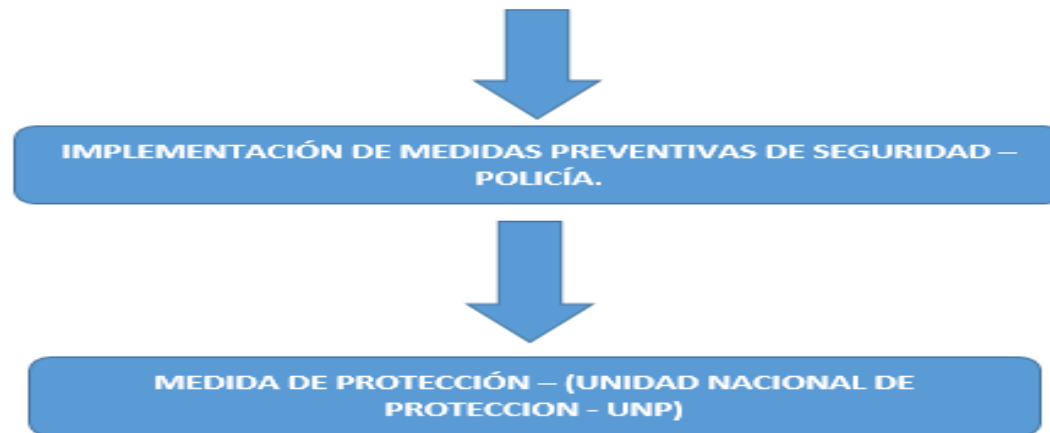 IMPLEMENTACIÓN DE MEDIDAS PREVENTIVAS DE SEGURIDAD –
POLICÍA.
MEDIDA DE PROTECCIÓN – (UNIDAD NACIONAL DE
PROTECCION - UNP)